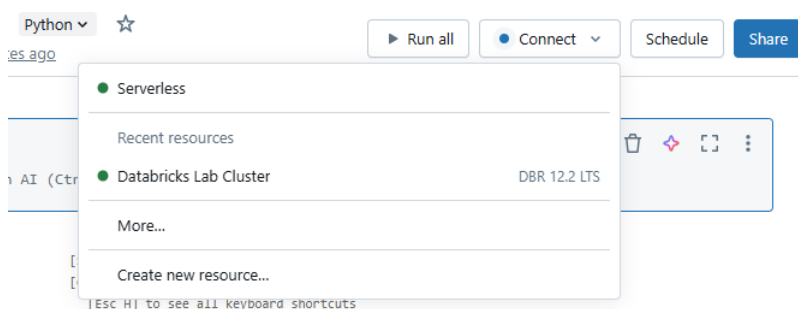 Python
Run all
Connect
Schedule
Share
es ago
Serverless
Recent resources
AI (Ctr
Databricks Lab Cluster DBR 12.2 LTS
More...
Create new resource...
[Esc H] to see all keyboard shortcuts